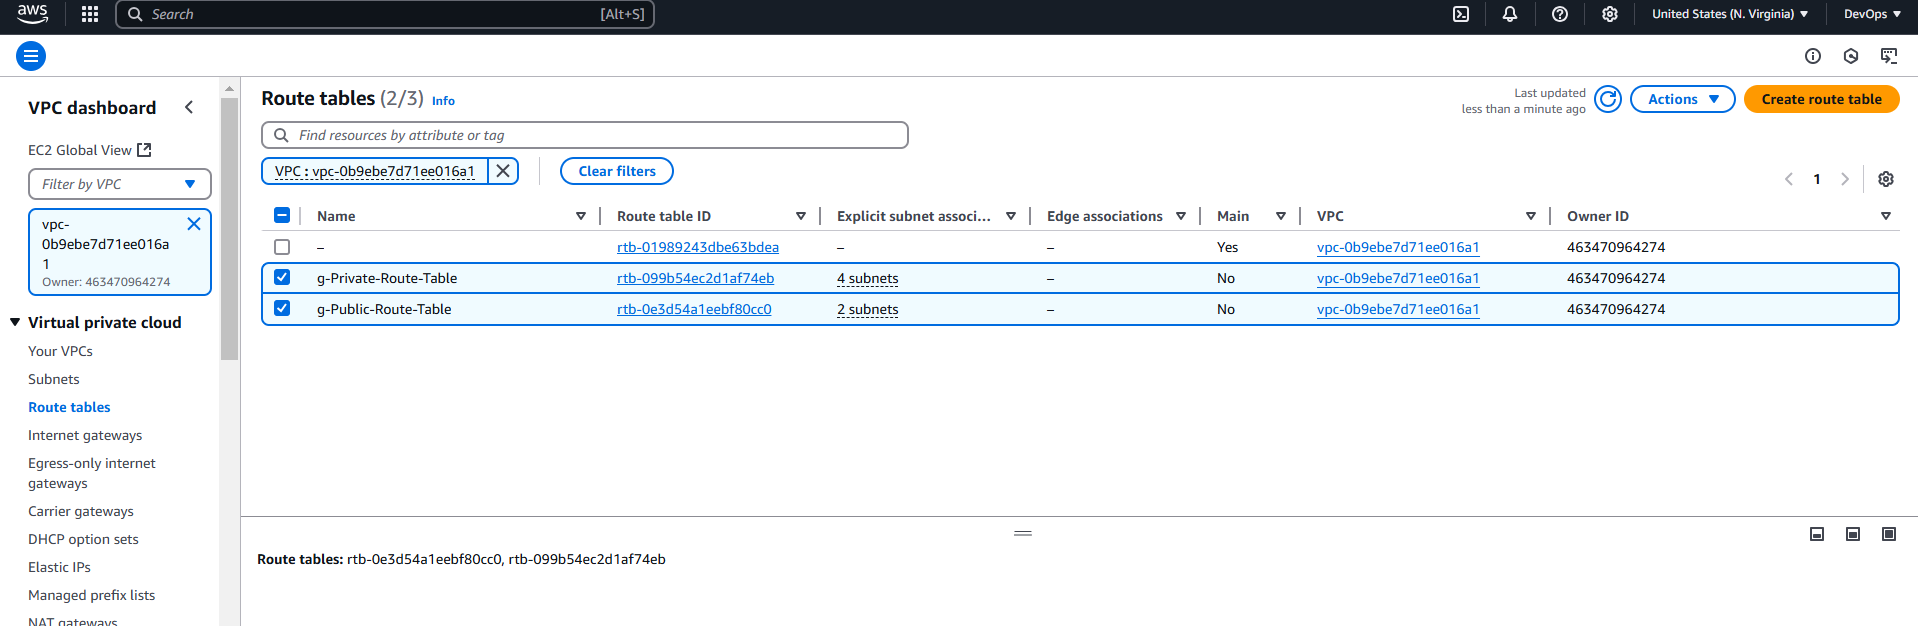 aws
Search [Alt+S] United States (N. Virginia) DevOps
VPC dashboard
EC2 Global View
Filter by VPC
vpc-
0b9ebe7d71ee016a
1
Owner: 463470964274
Virtual private cloud
Your VPCs
Subnets
Route tables
Internet gateways
Egress-only internet
gateways
Carrier gateways
DHCP option sets
Elastic IPs
Managed prefix lists
NAT gateways
Route tables (2/3) Info
Last updated
less than a minute ago
Actions
Create route table
Find resources by attribute or tag
VPC : vpc-0b9ebe7d71ee016a1
Clear filters
1
Name Route table ID Explicit subnet associ... Edge associations Main VPC Owner ID
– rtb-01989243dbe63bdea – – Yes vpc-0b9ebe7d71ee016a1 463470964274
g-Private-Route-Table rtb-099b54ec2d1af74eb 4 subnets – No vpc-0b9ebe7d71ee016a1 463470964274
g-Public-Route-Table rtb-0e3d54a1eebf80cc0 2 subnets – No vpc-0b9ebe7d71ee016a1 463470964274
Route tables: rtb-0e3d54a1eebf80cc0, rtb-099b54ec2d1af74eb